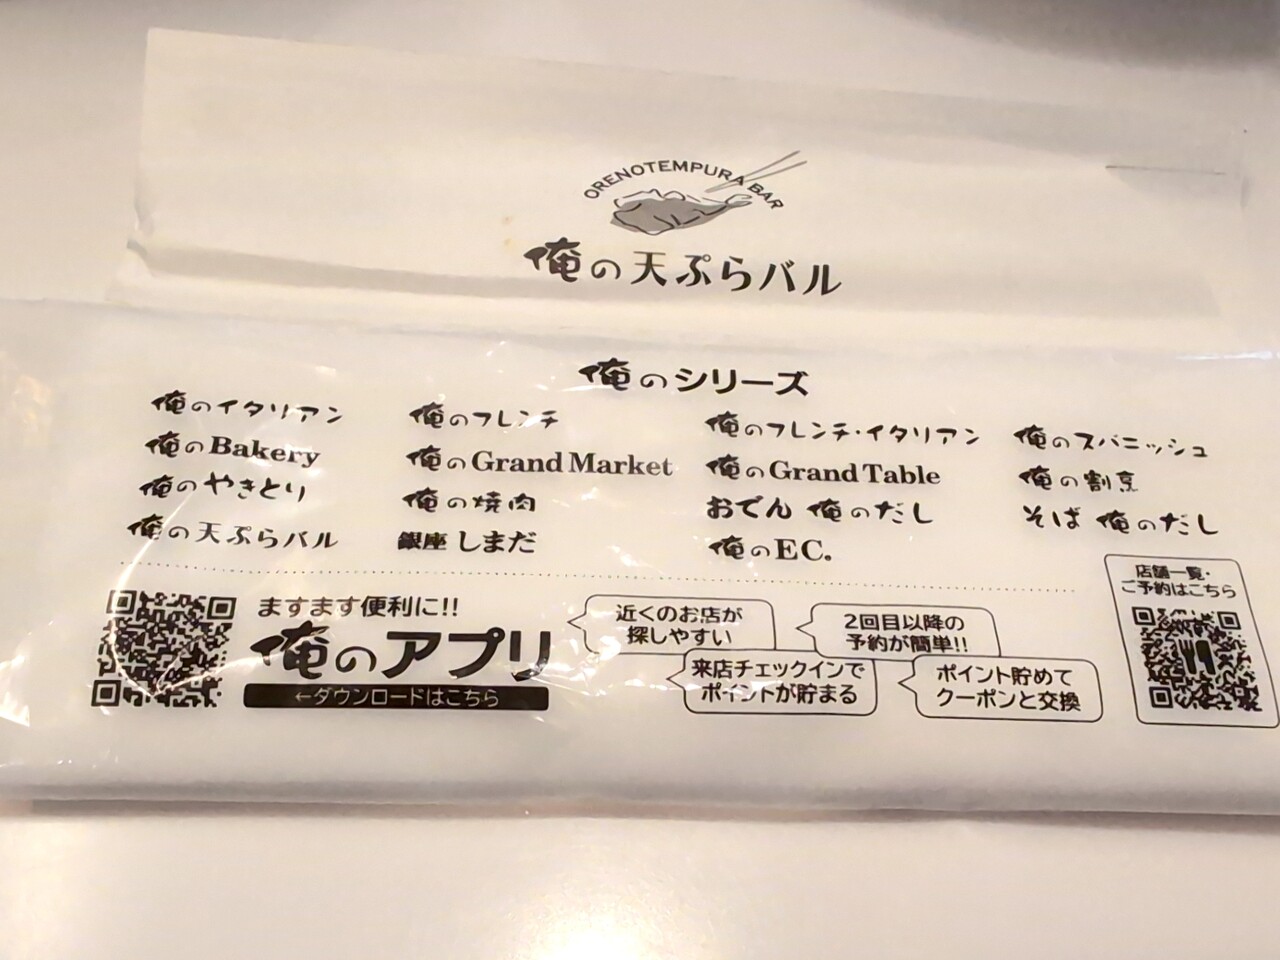 ORENOTEMPURA BAR
俺の天ぷらバル
俺のシリーズ
俺のイタリアン
俺のフレンチ
俺のフレンチ・イタリアン
俺のスパニッシュ
俺のBakery
俺のGrand Market
俺のGrand Table
俺の割烹
俺のやきとり
俺の焼肉
おでん 俺のだし
そば 俺のだし
俺の天ぷらバル
銀座 しまだ
俺のEC。
ますます便利に!!
俺のアプリ
←ダウンロードはこちら
近くのお店が
探しやすい
2回目以降の
予約が簡単!!
来店チェックインで
ポイントが貯まる
ポイント貯めて
クーポンと交換
店舗一覧・
ご予約はこちら